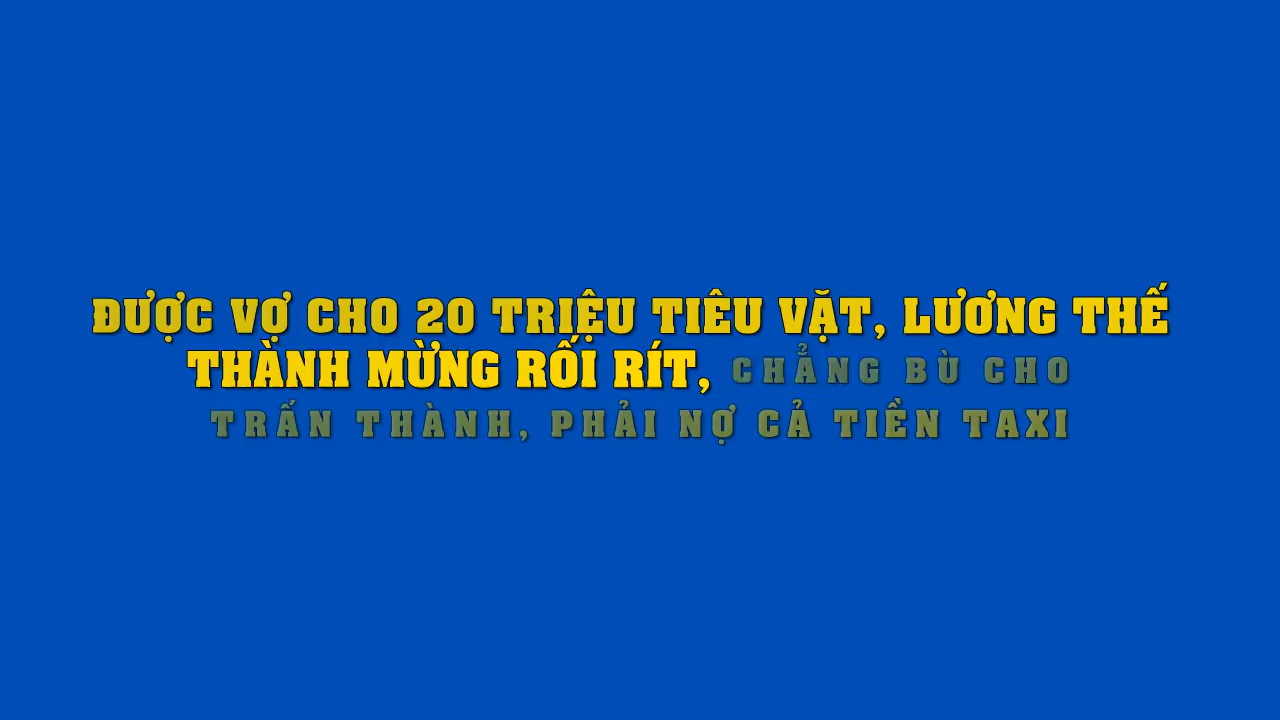 ĐƯỢC VỢ CHO 20 TRIỆU TIÊU VẶT, LƯƠNG THẾ
THÀNH MỪNG RỐI RÍT, CHẲNG BÙ CHO
TRẤN THÀNH, PHẢI NỢ CẢ TIỀN TAXI